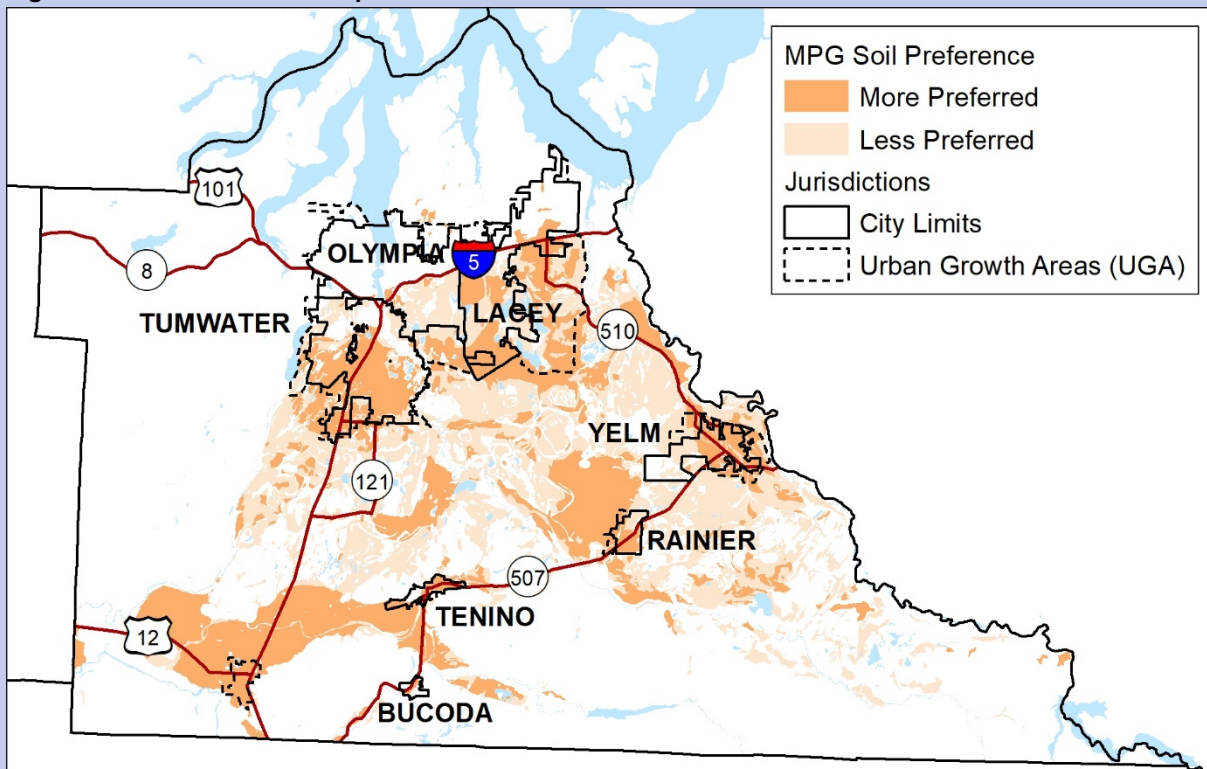 MPG Soil Preference
More Preferred
Less Preferred
Jurisdictions
City Limits
Urban Growth Areas (UGA)
101
8
OLYMPIA
5
TUMWATER
LACEY
510
YELM
121
RAINIER
507
TENINO
12
BUCODA